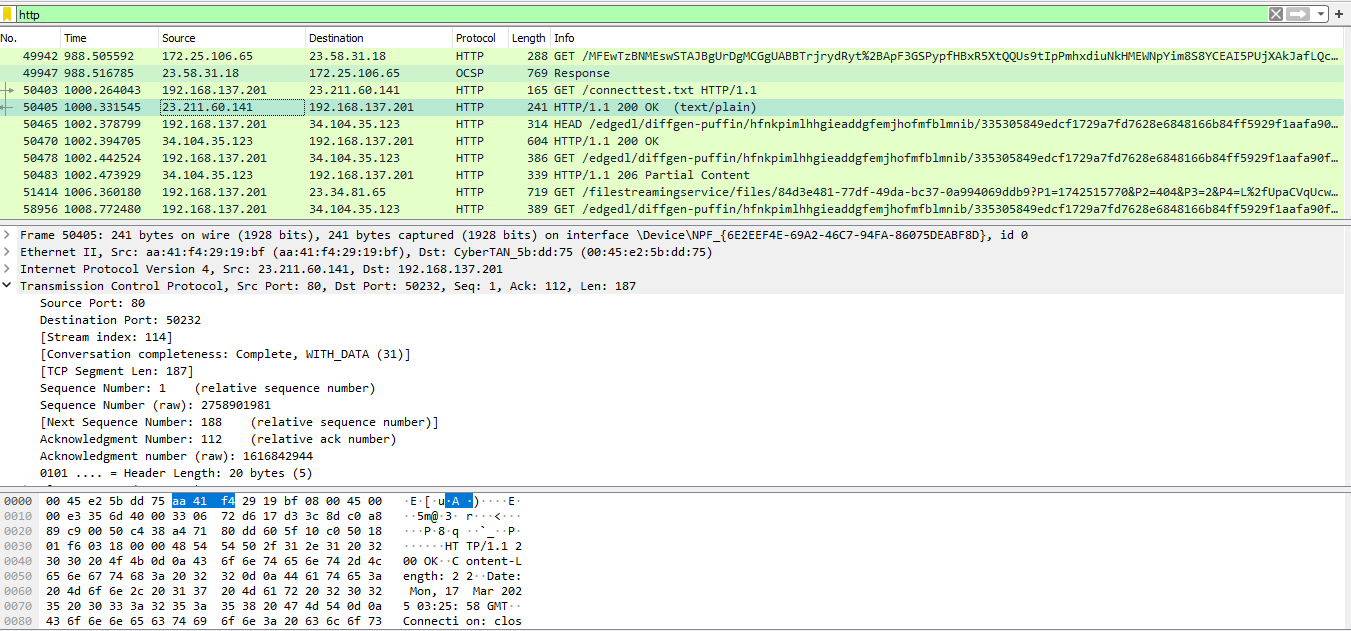 http
No. Time Source Destination Protocol Length Info
49942 988.505592 172.25.106.65 23.58.31.18 HTTP 288 GET /MFEwTzBNMEswSTAJBgUrDgMCGgUABBTrjrydRyt%2BApF3GSPypfHBxR5XtQQUs9tIpPmhxdiuNkHMEWNpYim8S8YCEAI5PUjXAkJafLQc…
49947 988.516785 23.58.31.18 172.25.106.65 OCSP 769 Response
50403 1000.264043 192.168.137.201 23.211.60.141 HTTP 165 GET /connecttest.txt HTTP/1.1
50405 1000.331545 23.211.60.141 192.168.137.201 HTTP 241 HTTP/1.1 200 OK (text/plain)
50465 1002.378799 192.168.137.201 34.104.35.123 HTTP 314 HEAD /edgedl/diffgen-puffin/hfnkpimlhhgieaddgfemjhofmfblmnib/335305849edcf1729a7fd7628e6848166b84ff5929f1aafa90…
50470 1002.394705 34.104.35.123 192.168.137.201 HTTP 604 HTTP/1.1 200 OK
50478 1002.442524 192.168.137.201 34.104.35.123 HTTP 386 GET /edgedl/diffgen-puffin/hfnkpimlhhgieaddgfemjhofmfblmnib/335305849edcf1729a7fd7628e6848166b84ff5929f1aafa90f…
50483 1002.473929 34.104.35.123 192.168.137.201 HTTP 339 HTTP/1.1 206 Partial Content
51414 1006.360180 192.168.137.201 23.34.81.65 HTTP 719 GET /filestreamingservice/files/84d3e481-77df-49da-bc37-0a994069ddb9?P1=1742515770&P2=404&P3=2&P4=L%2fUpaCVqUcw…
58956 1008.772480 192.168.137.201 34.104.35.123 HTTP 389 GET /edgedl/diffgen-puffin/hfnkpimlhhgieaddgfemjhofmfblmnib/335305849edcf1729a7fd7628e6848166b84ff5929f1aafa90f…
Frame 50405: 241 bytes on wire (1928 bits), 241 bytes captured (1928 bits) on interface \Device\NPF_{6E2EEF4E-69A2-46C7-94FA-86075DEABF8D}, id 0
Ethernet II, Src: aa:41:f4:29:19:bf (aa:41:f4:29:19:bf), Dst: CyberTAN_5b:dd:75 (00:45:e2:5b:dd:75)
Internet Protocol Version 4, Src: 23.211.60.141, Dst: 192.168.137.201
Transmission Control Protocol, Src Port: 80, Dst Port: 50232, Seq: 1, Ack: 112, Len: 187
Source Port: 80
Destination Port: 50232
[Stream index: 114]
[Conversation completeness: Complete, WITH_DATA (31)]
[TCP Segment Len: 187]
Sequence Number: 1 (relative sequence number)
Sequence Number (raw): 2758901981
[Next Sequence Number: 188 (relative sequence number)]
Acknowledgment Number: 112 (relative ack number)
Acknowledgment number (raw): 1616842944
0101 .... = Header Length: 20 bytes (5)
0000 00 45 e2 5b dd 75 aa 41 f4 29 19 bf 08 00 45 00 ·E·[·u·A ·)····E·
0010 00 e3 35 6d 40 00 33 06 72 d6 17 d3 3c 8d c0 a8 ··5m@·3· r···<···
0020 89 c9 00 50 c4 38 a4 71 80 dd 60 5f 10 c0 50 18 ···P·8·q ··`_··P·
0030 01 f6 03 18 00 00 48 54 54 50 2f 31 2e 31 20 32 ······HT TP/1.1 2
0040 30 30 20 4f 4b 0d 0a 43 6f 6e 74 65 6e 74 2d 4c 00 OK··C ontent-L
0050 65 6e 67 74 68 3a 20 32 32 0d 0a 44 61 74 65 3a ength: 2 2··Date:
0060 20 4d 6f 6e 2c 20 31 37 20 4d 61 72 20 32 30 32 Mon, 17 Mar 202
0070 35 20 30 33 3a 32 35 3a 35 38 20 47 4d 54 0d 0a 5 03:25: 58 GMT··
0080 43 6f 6e 6e 65 63 74 69 6f 6e 3a 20 63 6c 6f 73 Connecti on: clos